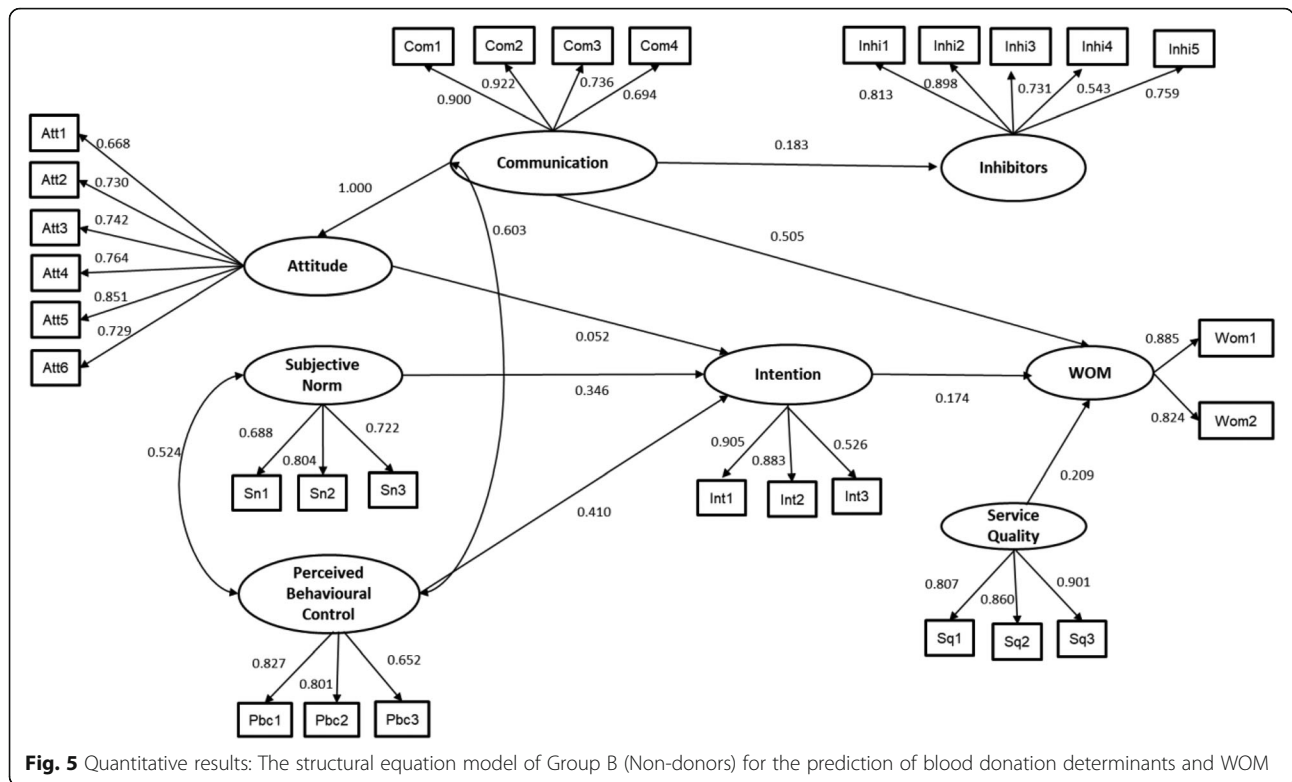 Com1 Com2 Com3 Com4
0.900 0.922 0.736 0.694
Inhi1 Inhi2 Inhi3 Inhi4 Inhi5
0.813 0.898 0.731 0.543 0.759
Att1
Att2
Att3
Att4
Att5
Att6
0.668
0.730
0.742
0.764
0.851
0.729
Communication
0.183
Inhibitors
1.000
0.603
0.505
Attitude
0.052
Subjective
Norm
0.346
Intention
0.174
WOM
0.885
Wom1
0.824
Wom2
0.524
0.688 0.804 0.722
Sn1 Sn2 Sn3
0.905 0.883 0.526
Int1 Int2 Int3
0.410
0.209
Service
Quality
0.807 0.860 0.901
Sq1 Sq2 Sq3
Perceived
Behavioural
Control
0.827 0.801 0.652
Pbc1 Pbc2 Pbc3
Fig. 5 Quantitative results: The structural equation model of Group B (Non-donors) for the prediction of blood donation determinants and WOM